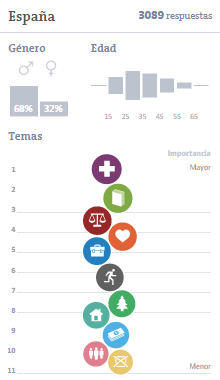 España
3089 respuestas
Género
Edad
68%
32%
15 25 35 45 55 65
Temas
Importancia
Mayor
1
2
3
4
5
6
7
8
9
10
11
Menor